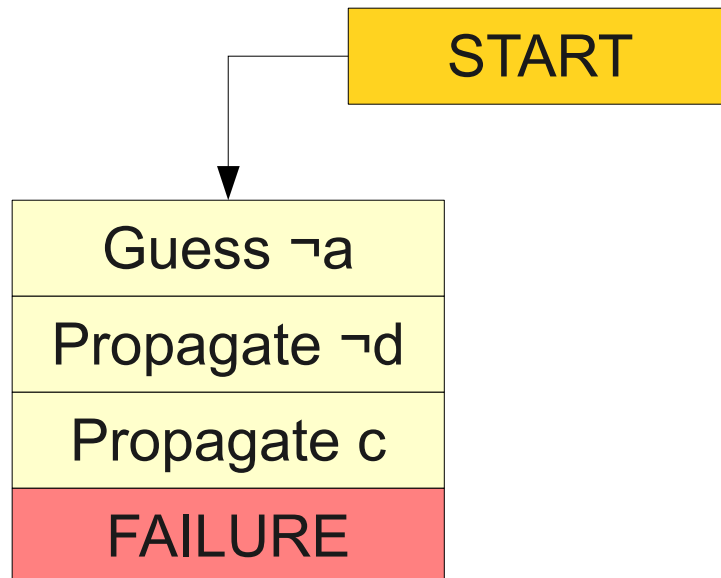 START
Guess ¬a
Propagate ¬d
Propagate c
FAILURE